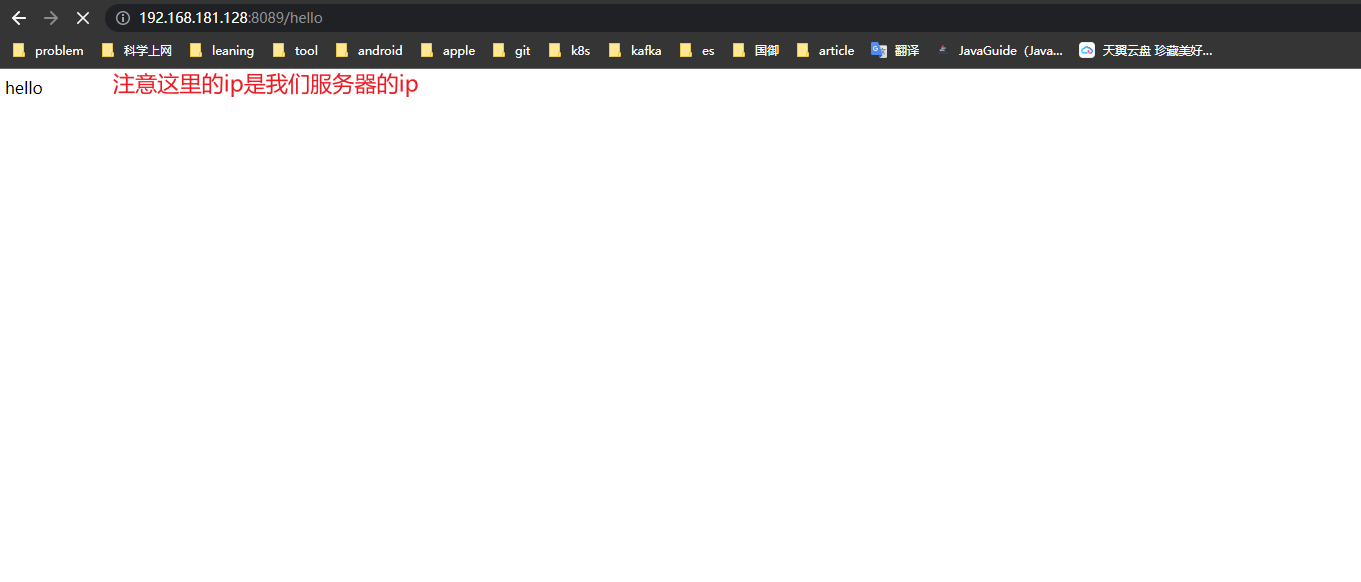 192.168.181.128:8089/hello
problem 科学上网 leaning tool android apple git k8s kafka es 国御 article 翻译 JavaGuide（Java... 天翼云盘 珍藏美好...
hello 注意这里的ip是我们服务器的ip